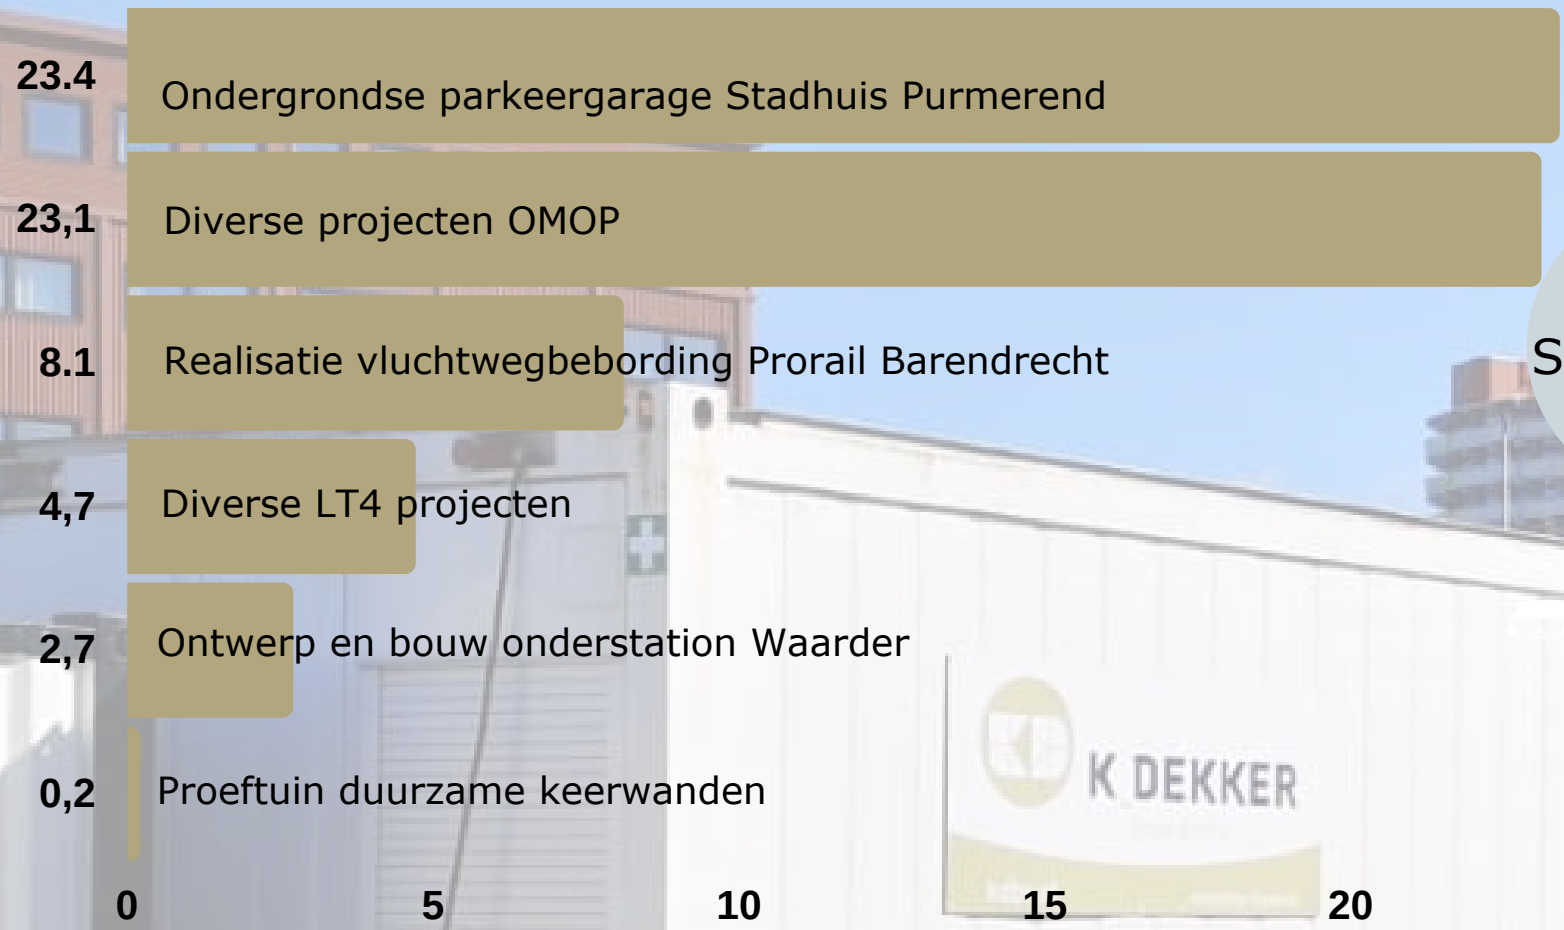 23.4 Ondergrondse parkeergarage Stadhuis Purmerend
23,1 Diverse projecten OMOP
8.1 Realisatie vluchtwegbebording Prorail Barendrecht
S
4,7 Diverse LT4 projecten
2,7 Ontwerp en bouw onderstation Waarder
K DEKKER
0,2 Proeftuin duurzame keerwanden
0 5 10 15 20